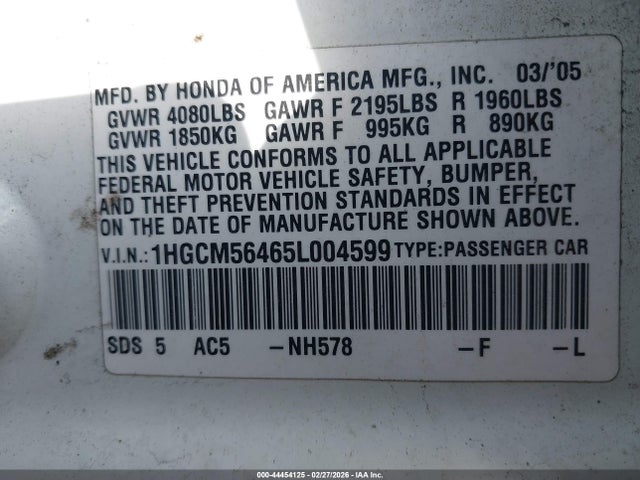 MFD. BY HONDA OF AMERICA MFG., INC. 03/'05
GVWR 4080LBS GAWR F 2195LBS R 1960LBS
GVWR 1850KG GAWR F 995KG R 890KG
THIS VEHICLE CONFORMS TO ALL APPLICABLE
FEDERAL MOTOR VEHICLE SAFETY, BUMPER,
AND THEFT PREVENTION STANDARDS IN EFFECT
ON THE DATE OF MANUFACTURE SHOWN ABOVE.
V.I.N.: 1HGCM56465L004599 TYPE: PASSENGER CAR
SDS 5 AC5 -NH578 -F -L
000-44454125 - 02/27/2026 - © IAA, Inc.